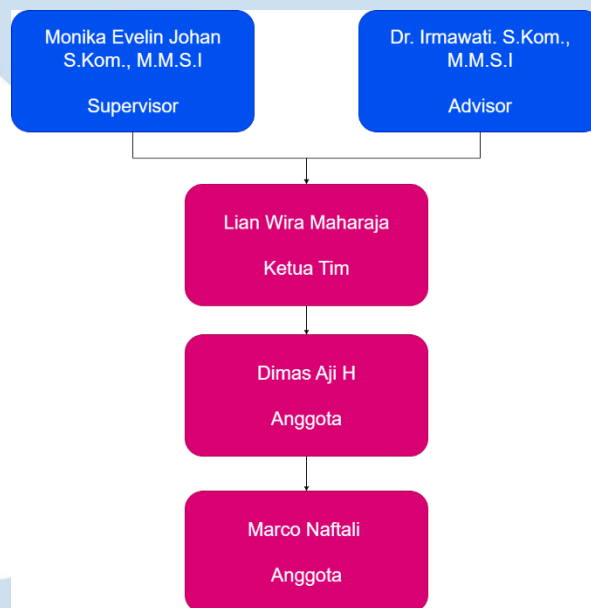 Monika Evelin Johan
S.Kom., M.M.S.I
Supervisor
Dr. Irmawati. S.Kom.,
M.M.S.I
Advisor
Lian Wira Maharaja
Ketua Tim
Dimas Aji H
Anggota
Marco Naftali
Anggota